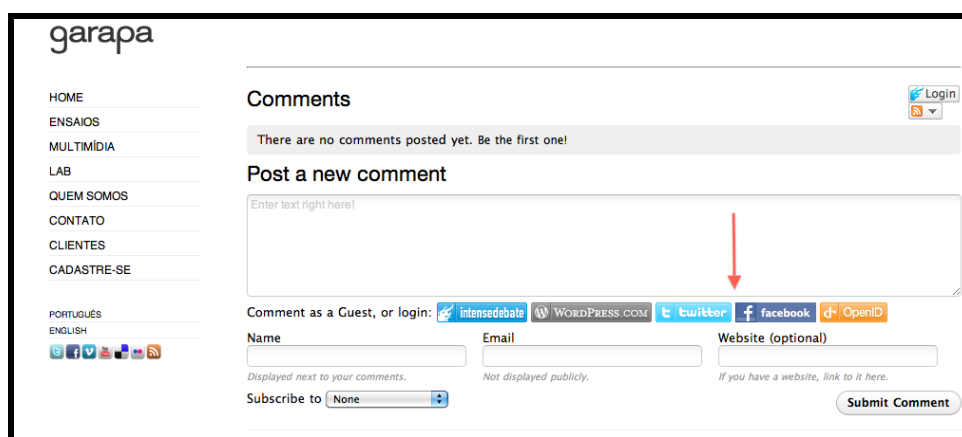 garapa
HOME
ENSAIOS
MULTIMÍDIA
LAB
QUEM SOMOS
CONTATO
CLIENTES
CADASTRE-SE
PORTUGUÊS
ENGLISH
Comments
Login
There are no comments posted yet. Be the first one!
Post a new comment
Enter text right here!
Comment as a Guest, or login: intensedebate WORDPRESS.COM twitter facebook OpenID
Name Email Website (optional)
Displayed next to your comments. Not displayed publicly. If you have a website, link to it here.
Subscribe to None Submit Comment